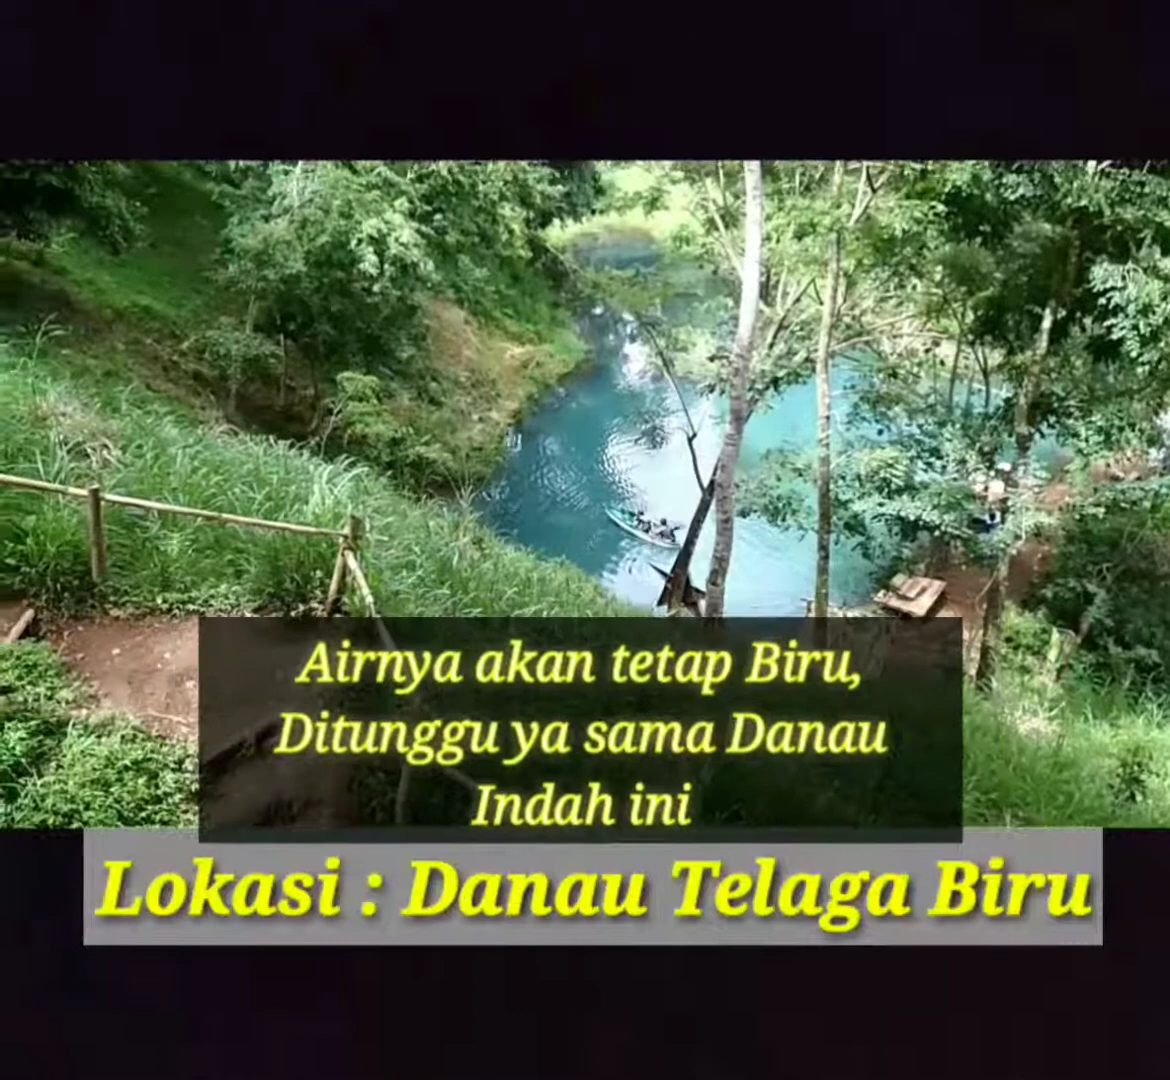 Airnya akan tetap Biru,
Ditunggu ya sama Danau
Indah ini
Lokasi : Danau Telaga Biru